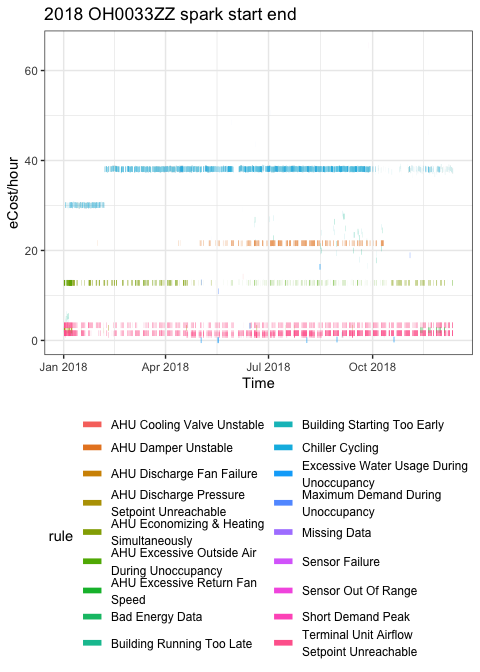 2018 OH0033ZZ spark start end
60
40
20
0
eCost/hour
Jan 2018
Apr 2018
Jul 2018
Oct 2018
Time
rule
AHU Cooling Valve Unstable
AHU Damper Unstable
AHU Discharge Fan Failure
AHU Discharge Pressure
Setpoint Unreachable
AHU Economizing & Heating
Simultaneously
AHU Excessive Outside Air
During Unoccupancy
AHU Excessive Return Fan
Speed
Bad Energy Data
Building Running Too Late
Building Starting Too Early
Chiller Cycling
Excessive Water Usage During
Unoccupancy
Maximum Demand During
Unoccupancy
Missing Data
Sensor Failure
Sensor Out Of Range
Short Demand Peak
Terminal Unit Airflow
Setpoint Unreachable